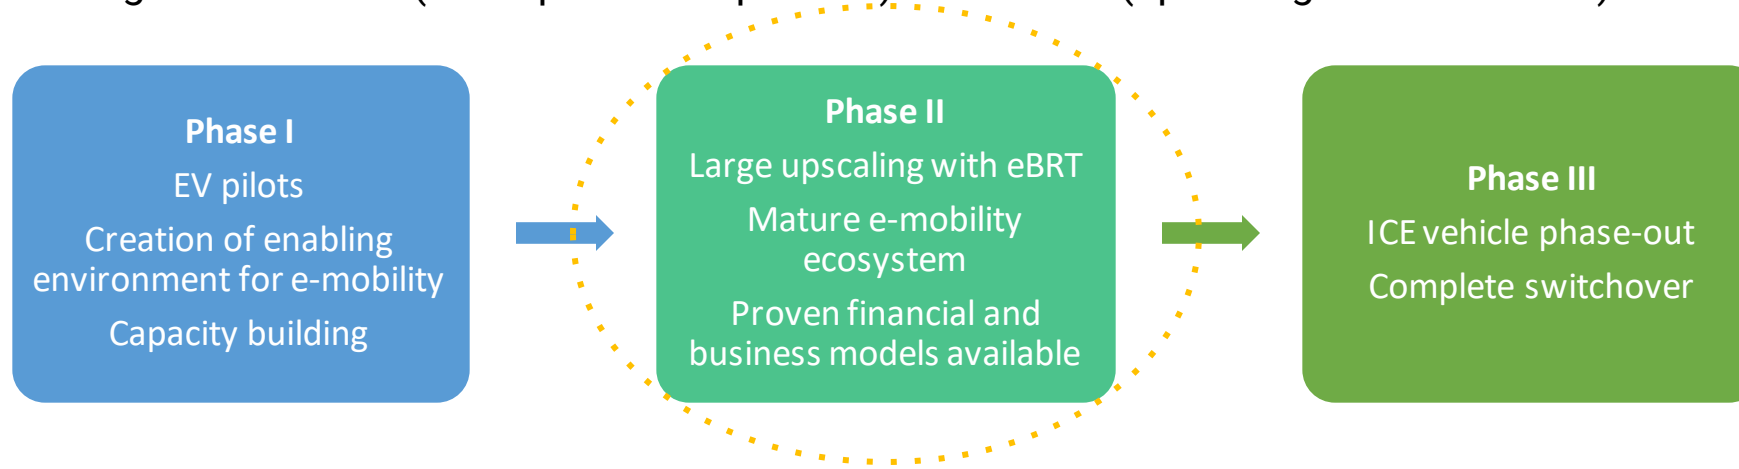 Phase I
EV pilots
Creation of enabling
environment for e-mobility
Capacity building
Phase II
Large upscaling with eBRT
Mature e-mobility
ecosystem
Proven financial and
business models available
Phase III
ICE vehicle phase-out
Complete switchover